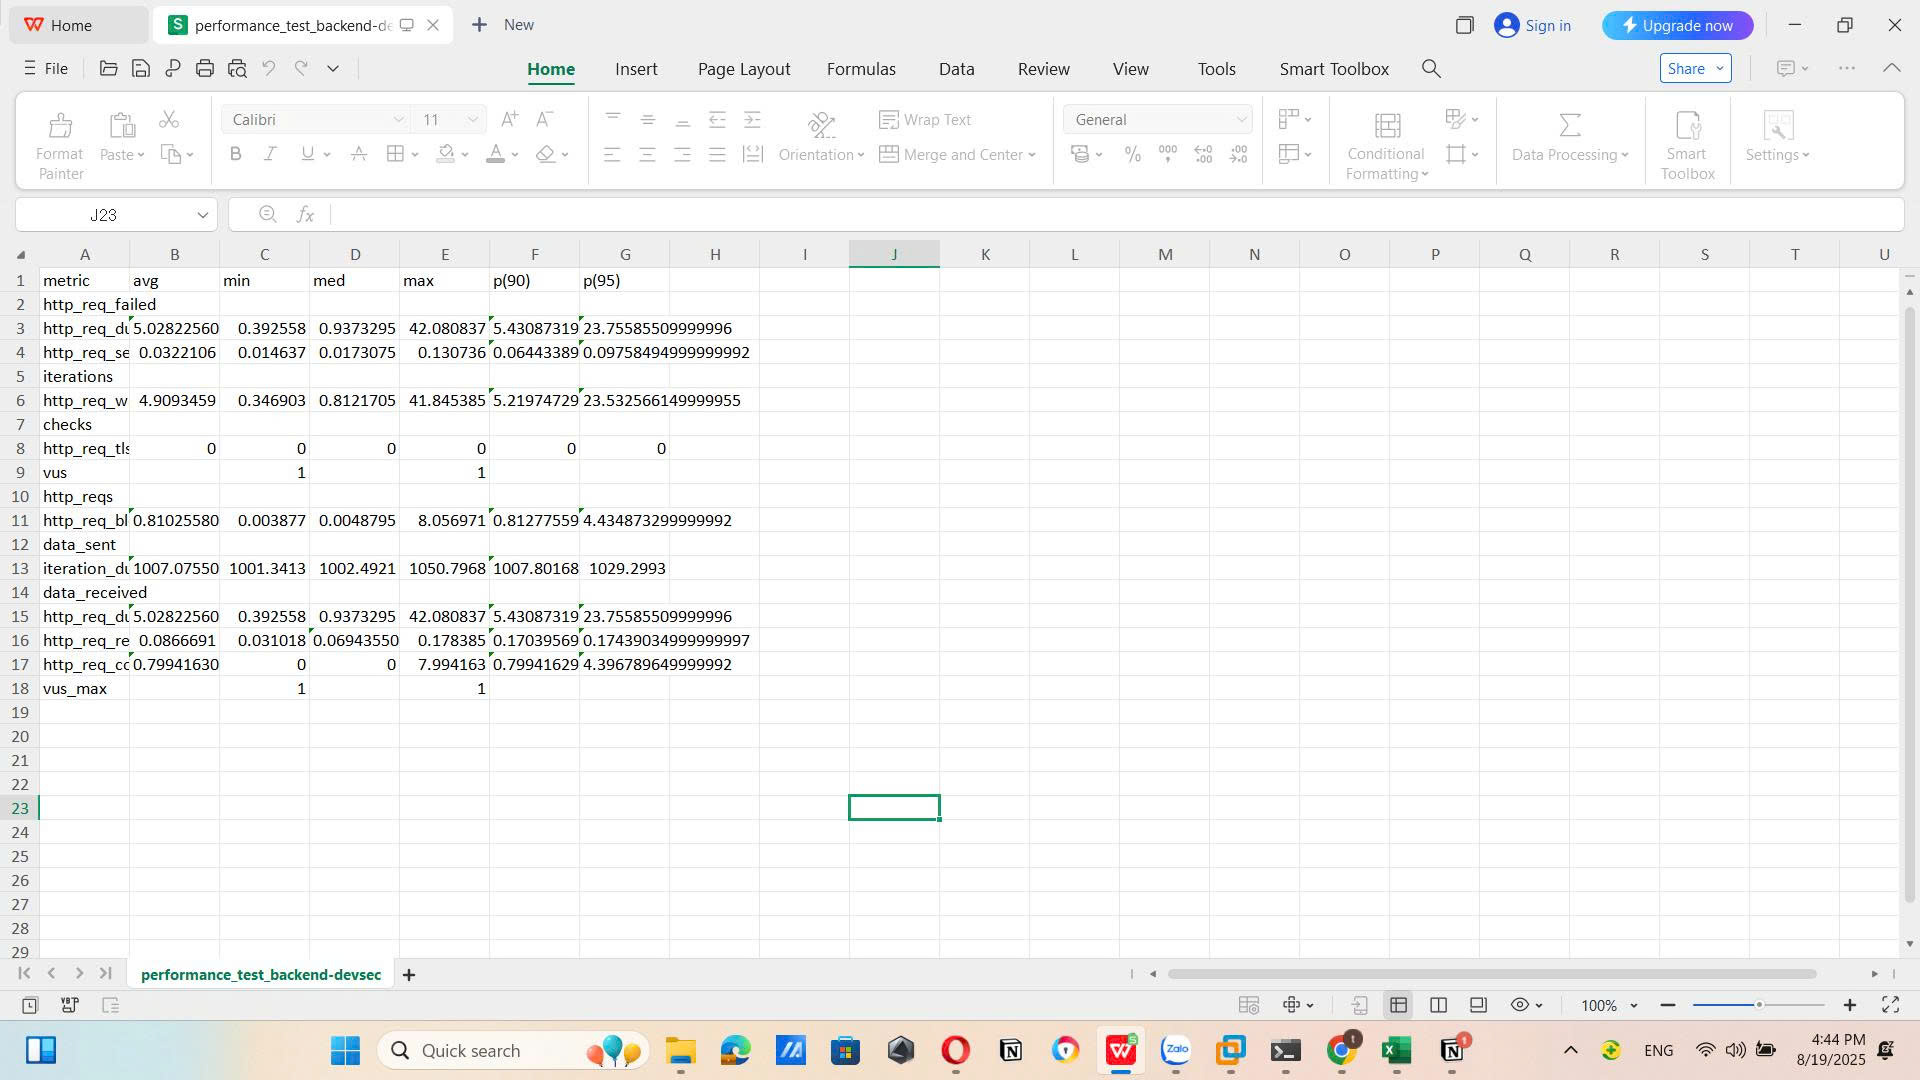 Home
performance_test_backend-de
New
Sign in
Upgrade now
File
Home Insert Page Layout Formulas Data Review View Tools Smart Toolbox
Share
Format Painter
Paste
Calibri 11
Orientation
Wrap Text
Merge and Center
General
Conditional Formatting
Data Processing
Smart Toolbox
Settings
J23
fx
A B C D E F G H I J K L M N O P Q R S T U
1 metric avg min med max p(90) p(95)
2 http_req_failed
3 http_req_du 5.02822560 0.392558 0.9373295 42.080837 5.43087319 23.75585509999996
4 http_req_se 0.0322106 0.014637 0.0173075 0.130736 0.06443389 0.09758494999999992
5 iterations
6 http_req_w 4.9093459 0.346903 0.8121705 41.845385 5.21974729 23.532566149999955
7 checks
8 http_req_tls 0 0 0 0 0 0
9 vus 1 1
10 http_reqs
11 http_req_bl 0.81025580 0.003877 0.0048795 8.056971 0.81277559 4.434873299999992
12 data_sent
13 iteration_du 1007.07550 1001.3413 1002.4921 1050.7968 1007.80168 1029.2993
14 data_received
15 http_req_du 5.02822560 0.392558 0.9373295 42.080837 5.43087319 23.75585509999996
16 http_req_re 0.0866691 0.031018 0.06943550 0.178385 0.17039569 0.17439034999999997
17 http_req_cc 0.79941630 0 0 7.994163 0.79941629 4.396789649999992
18 vus_max 1 1
19
20
21
22
23
24
25
26
27
28
29
performance_test_backend-devsec
100%
Quick search
ENG
4:44 PM
8/19/2025